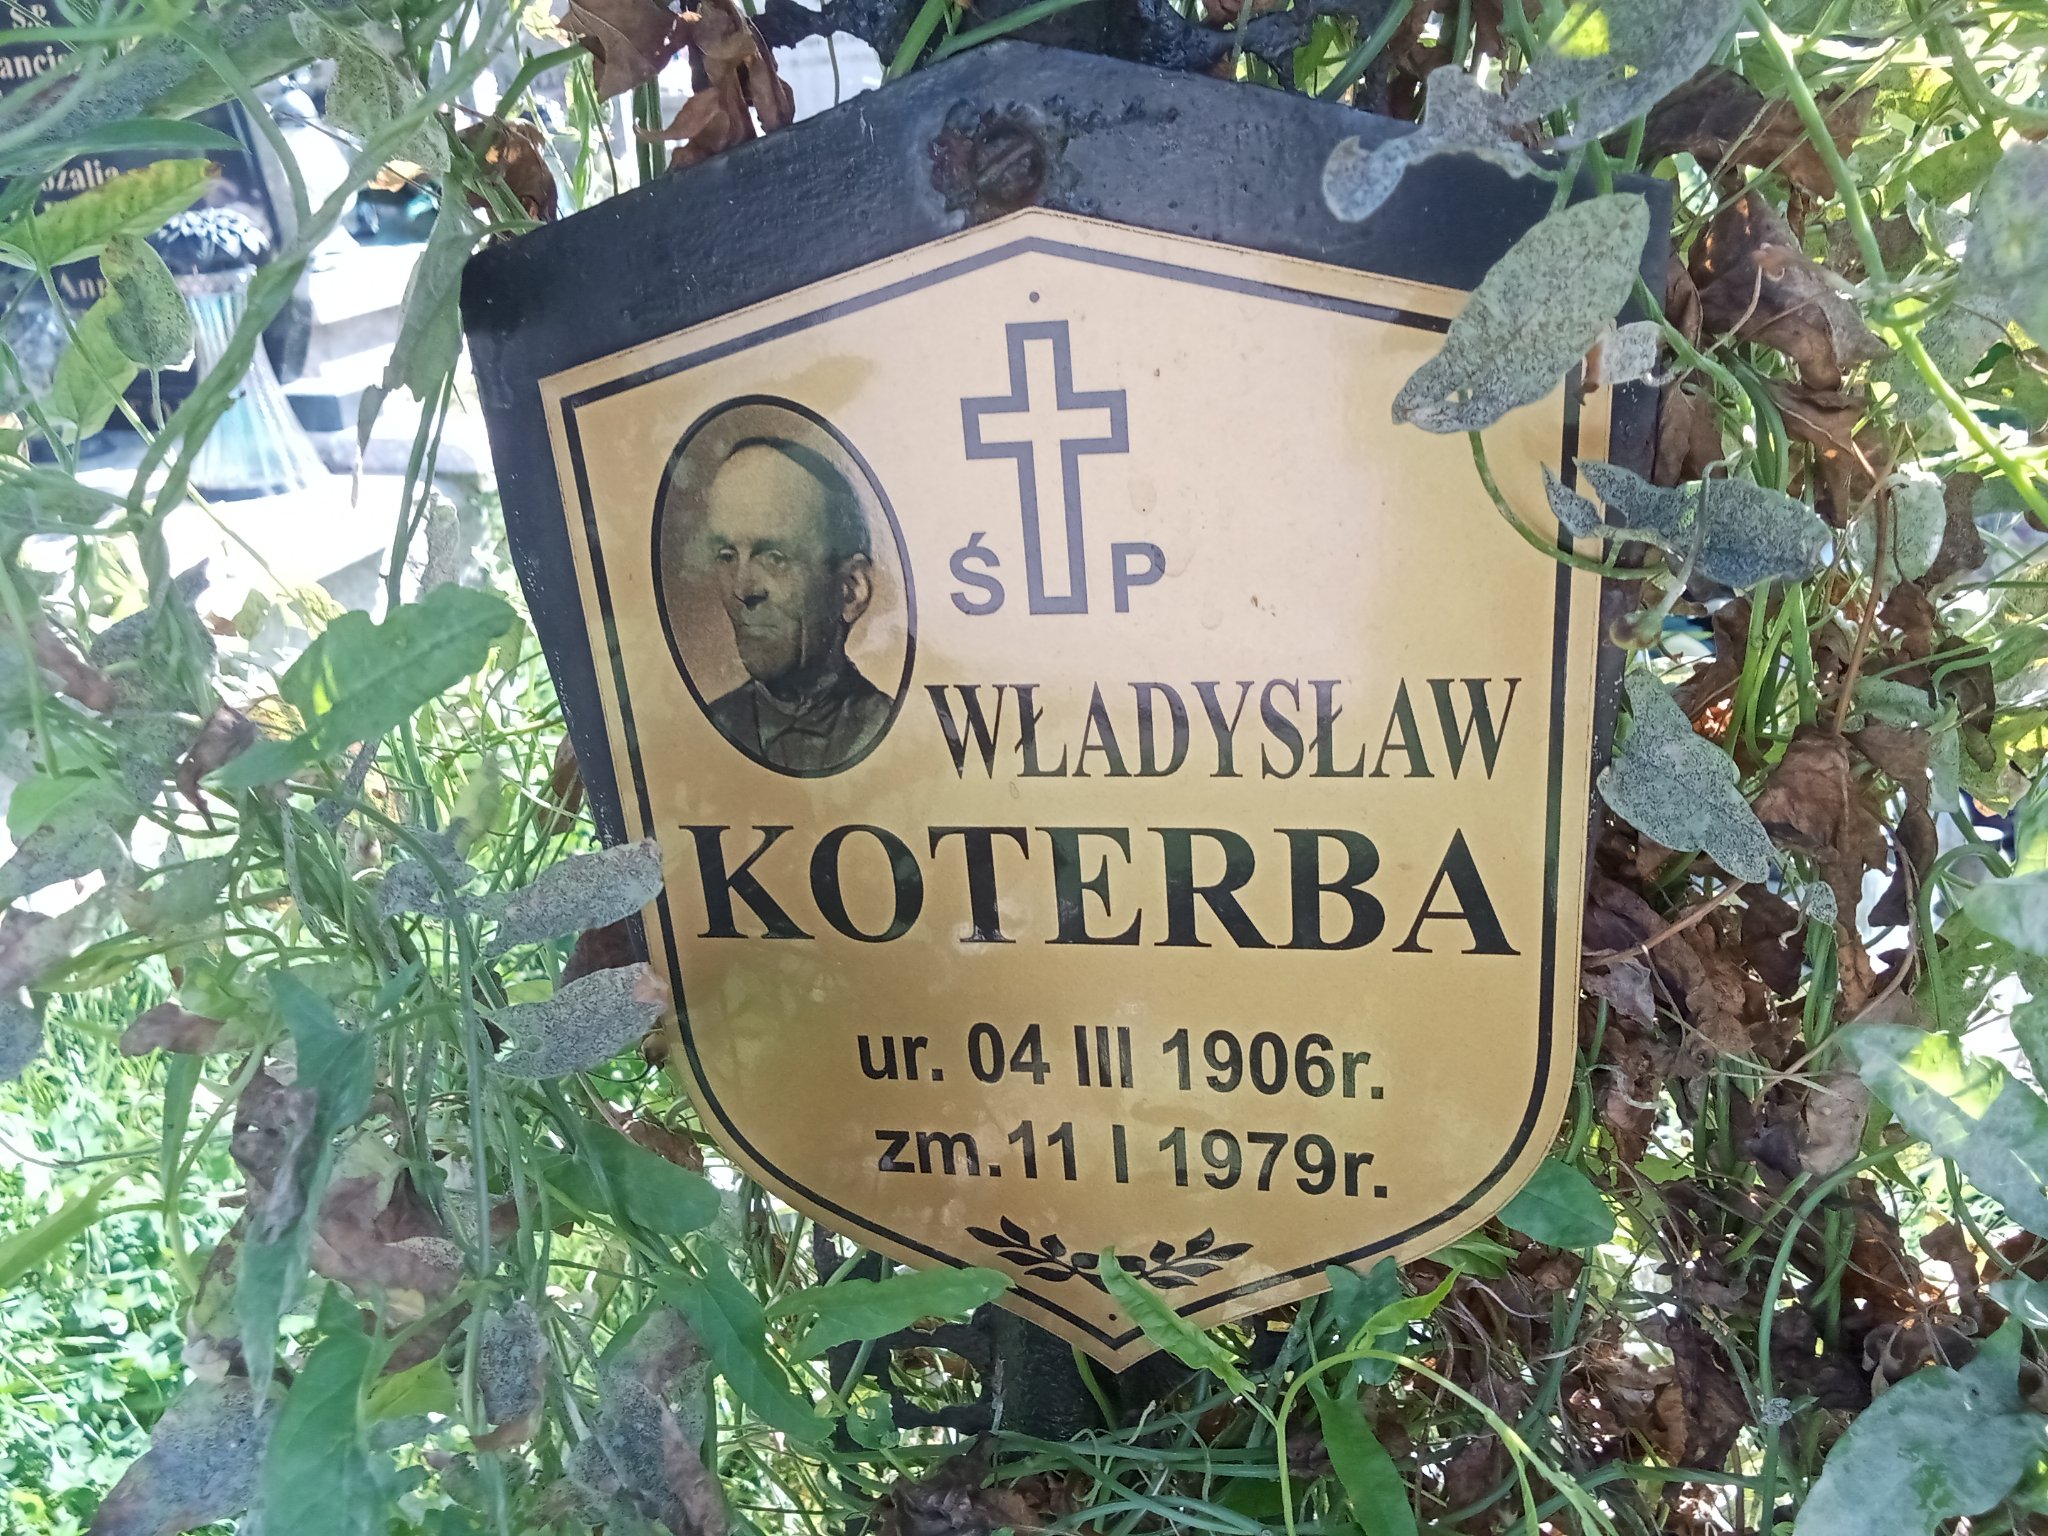 Ś P
WŁADYSŁAW
KOTERBA
ur. 04 III 1906r.
zm.11 I 1979r.
Ś.P.